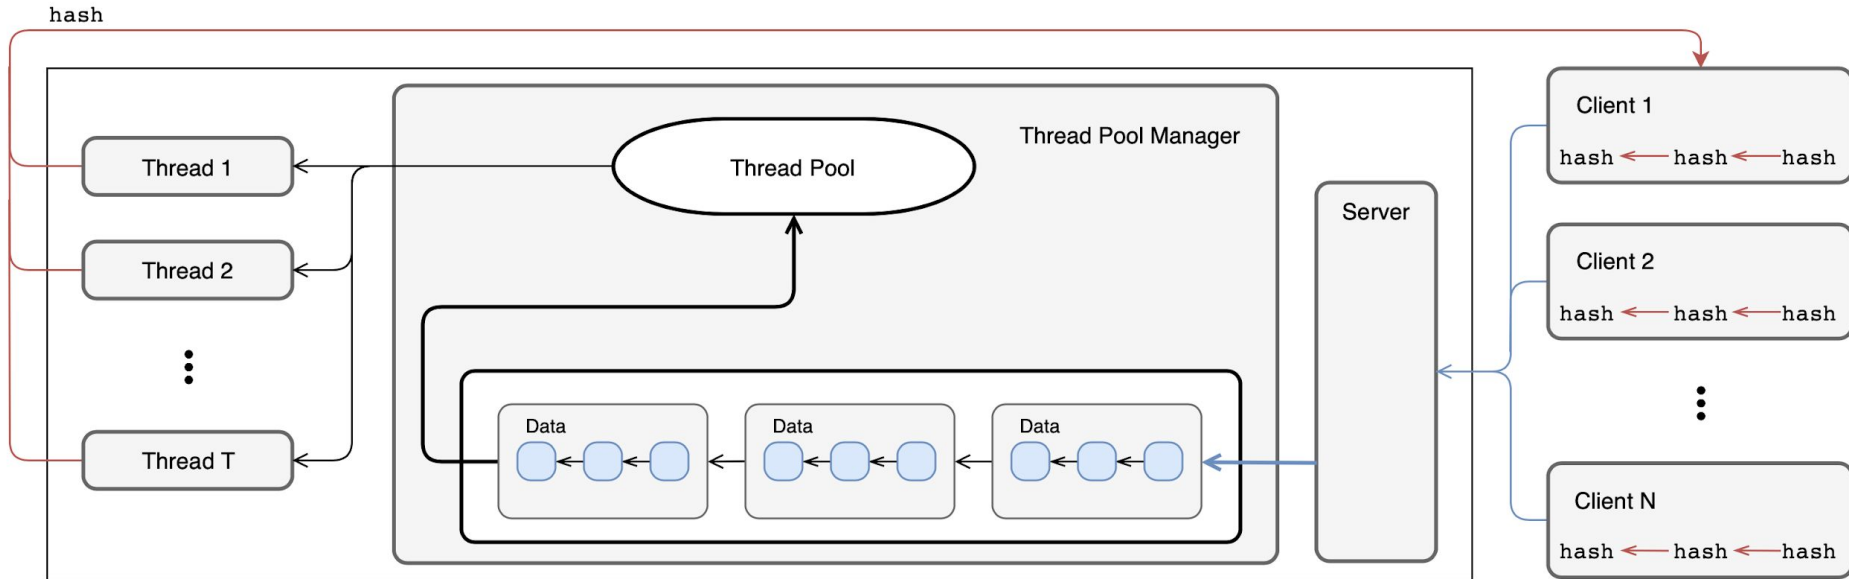 hash
Thread 1
Thread 2
Thread T
Thread Pool
Thread Pool Manager
Data
Data
Data
Server
Client 1
hash hash hash
Client 2
hash hash hash
Client N
hash hash hash